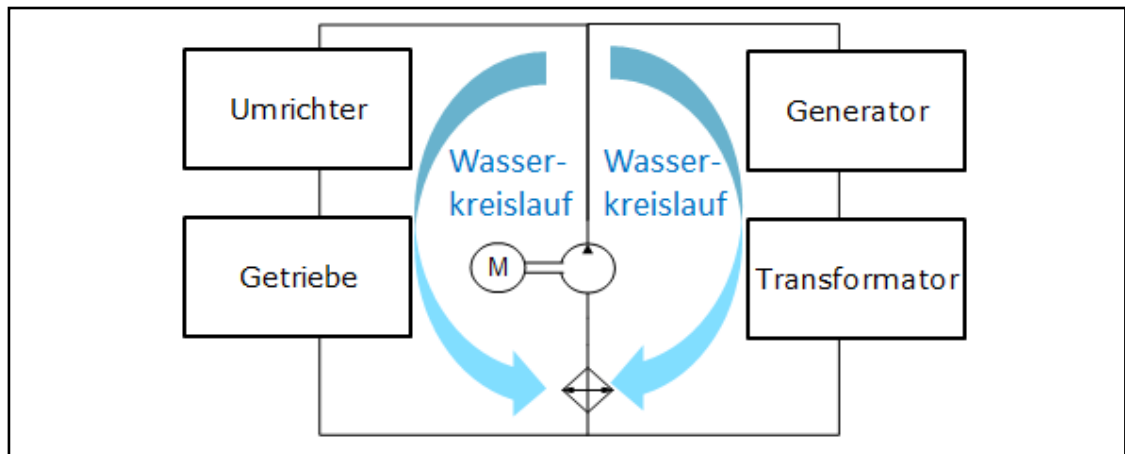 Umrichter
Generator
Wasser-
kreislauf
Wasser-
kreislauf
Getriebe
M
Transformator